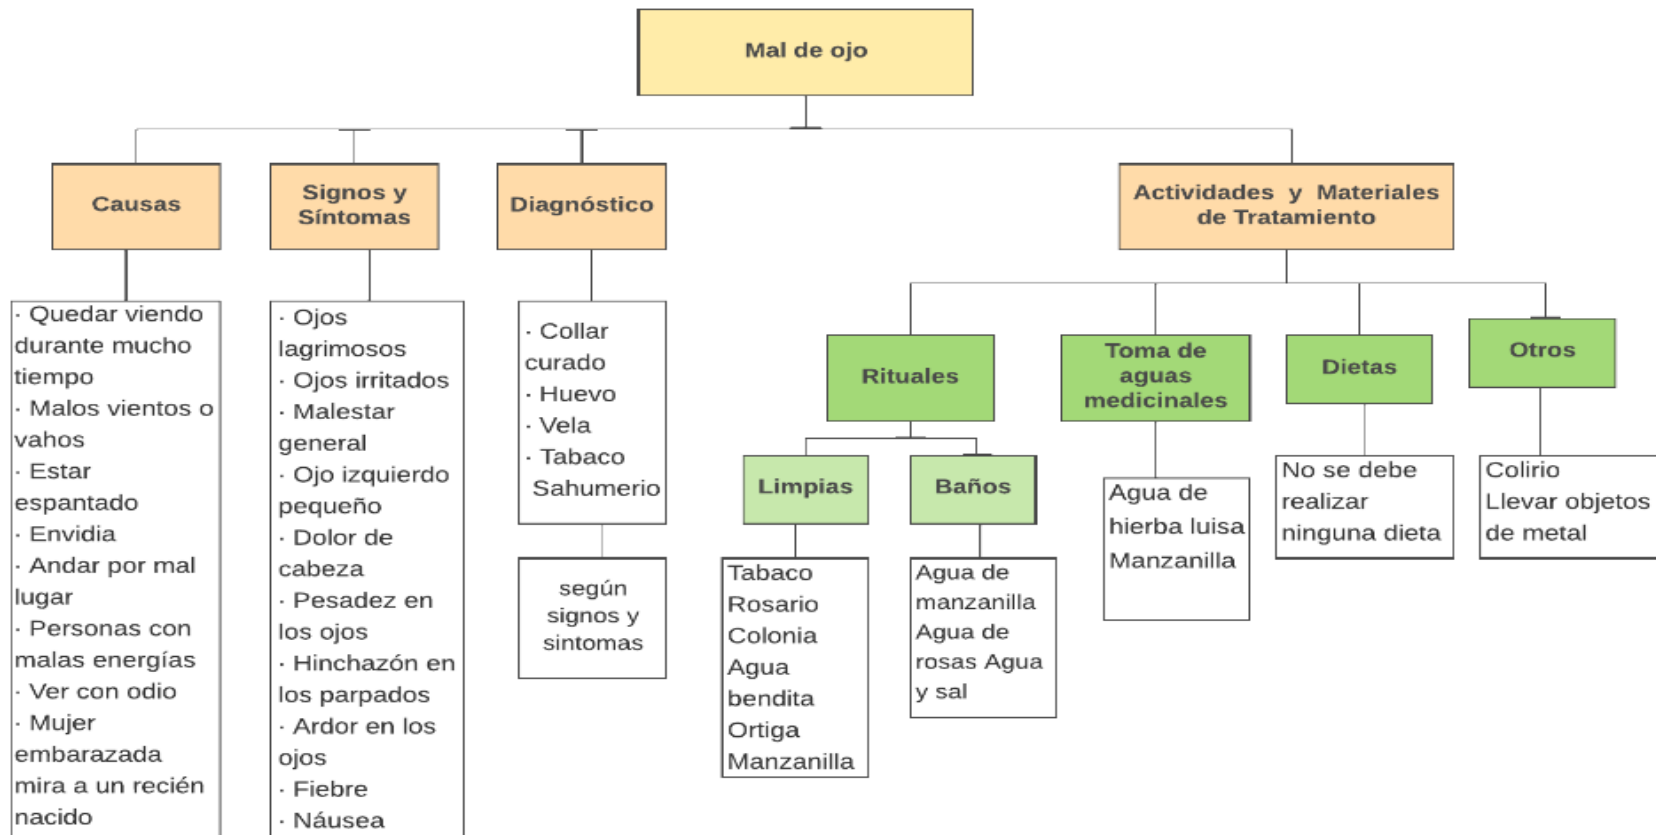 Mal de ojo
Causas
Signos y
Síntomas
Diagnóstico
Actividades y Materiales
de Tratamiento
· Quedar viendo
durante mucho
tiempo
· Malos vientos o
vahos
· Estar
espantado
· Envidia
· Andar por mal
lugar
· Personas con
malas energías
· Ver con odio
· Mujer
embarazada
mira a un recién
nacido
· Ojos
lagrimosos
· Ojos irritados
· Malestar
general
· Ojo izquierdo
pequeño
· Dolor de
cabeza
· Pesadez en
los ojos
· Hinchazón en
los parpados
· Ardor en los
ojos
· Fiebre
· Náusea
· Collar
curado
· Huevo
· Vela
· Tabaco
Sahumerio
según
signos y
sintomas
Rituales
Limpias
Tabaco
Rosario
Colonia
Agua
bendita
Ortiga
Manzanilla
Baños
Agua de
manzanilla
Agua de
rosas Agua
y sal
Toma de
aguas
medicinales
Agua de
hierba luisa
Manzanilla
Dietas
No se debe
realizar
ninguna dieta
Otros
Colirio
Llevar objetos
de metal